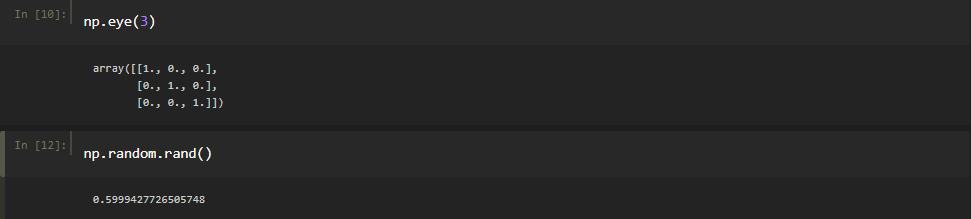 In [10]:
np.eye(3)
array([[1., 0., 0.],
       [0., 1., 0.],
       [0., 0., 1.]])
In [12]:
np.random.rand()
0.5999427726505748